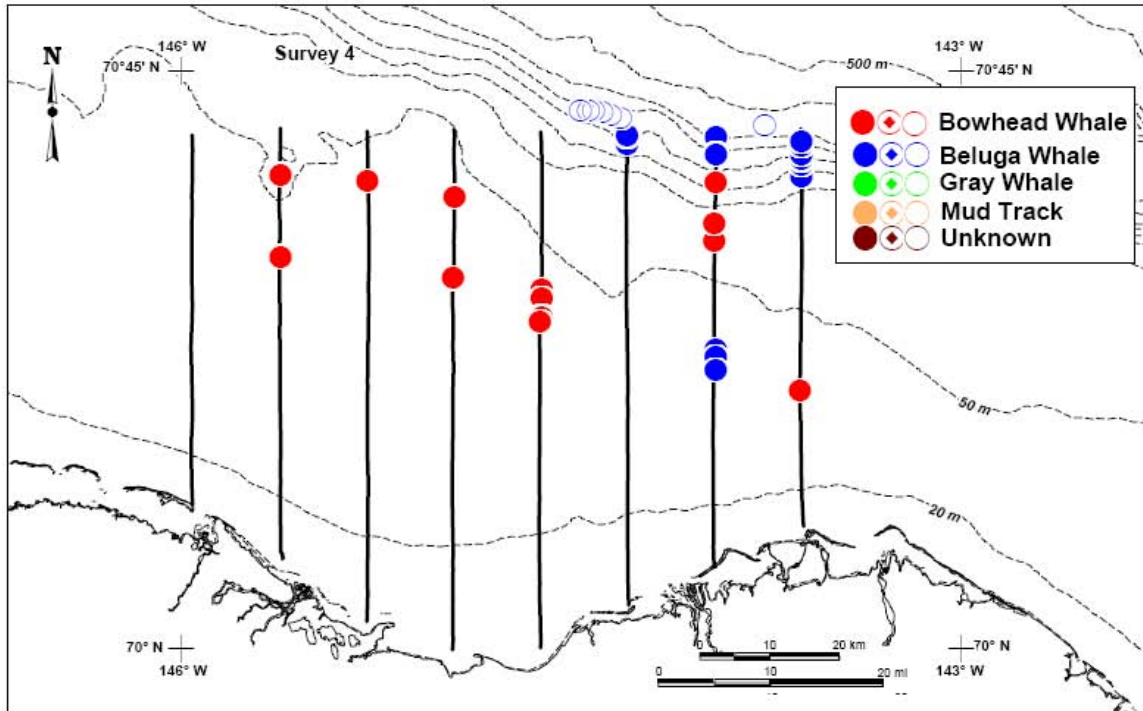 N
146° W
70°45' N
Survey 4
500 m
143° W
70°45' N
Bowhead Whale
Beluga Whale
Gray Whale
Mud Track
Unknown
50 m
20 m
70° N
146° W
0 10 20 km
0 10 20 mi
70° N
143° W